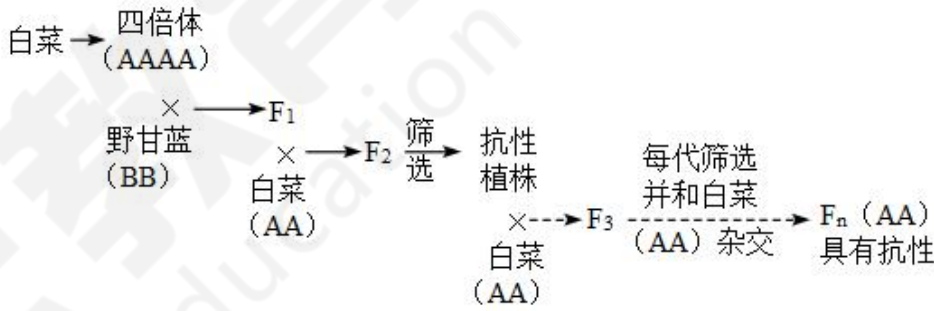 白菜 → 四倍体
（AAAA）
× → F₁
野甘蓝
（BB）
× → F₂ 筛选 → 抗性植株
白菜
（AA）
× ⇢ F₃ 每代筛选并和白菜（AA）杂交 ⇢ Fₙ（AA）具有抗性
白菜
（AA）